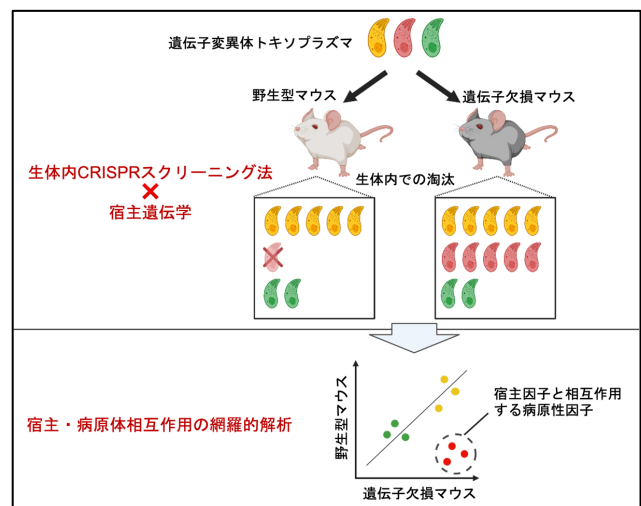 遺伝子変異体トキソプラズマ
野生型マウス
遺伝子欠損マウス
生体内CRISPRスクリーニング法
×
宿主遺伝学
生体内での淘汰
宿主・病原体相互作用の網羅的解析
野生型マウス
宿主因子と相互作用
する病原性因子
遺伝子欠損マウス